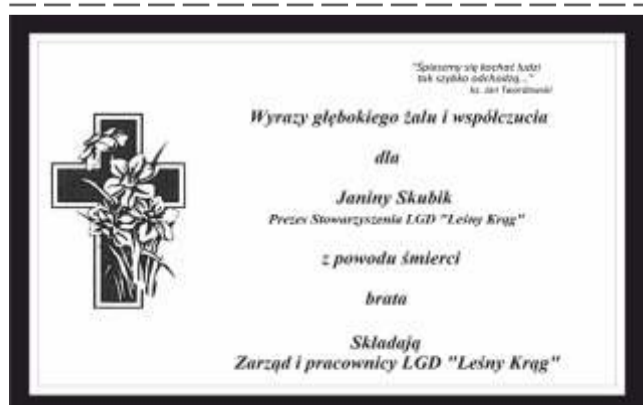 "Śpieszmy się kochać ludzi
tak szybko odchodzą..."
ks. Jan Twardowski
Wyrazy głębokiego żalu i współczucia
dla
Janiny Skubik
Prezes Stowarzyszenia LGD "Leśny Krąg"
z powodu śmierci
brata
Składają
Zarząd i pracownicy LGD "Leśny Krąg"